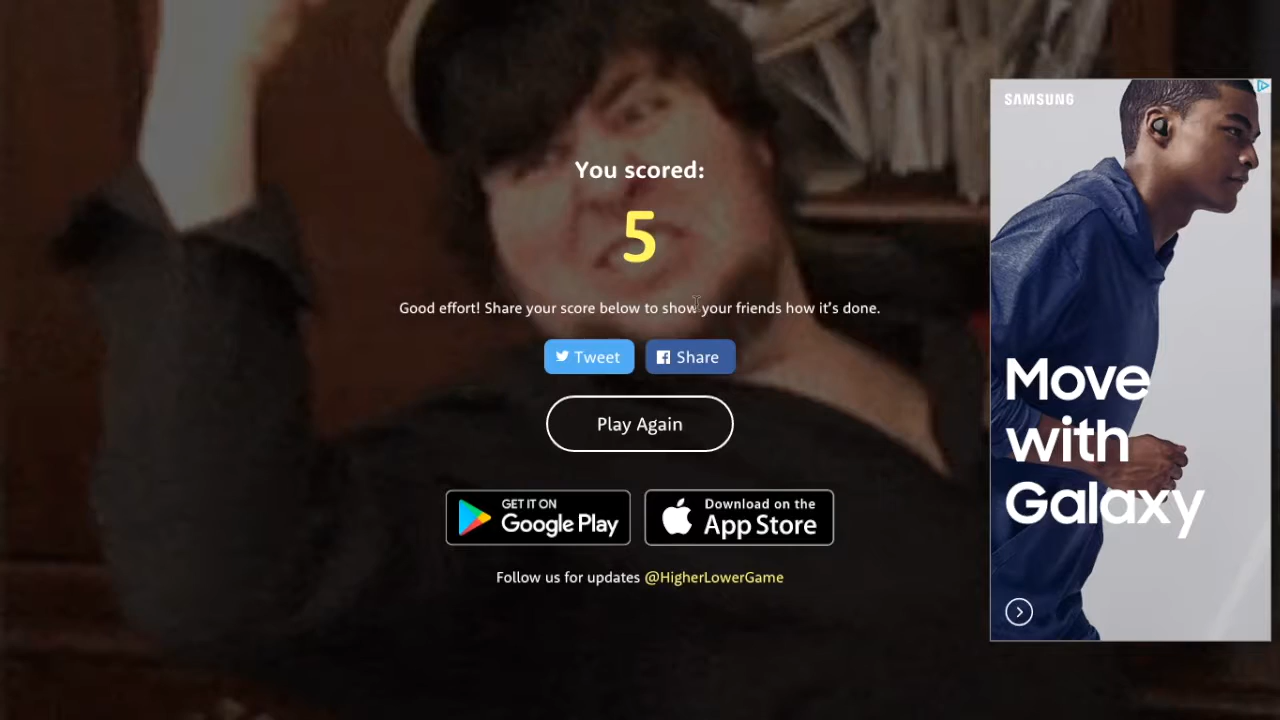 You scored:
5
Good effort! Share your score below to show your friends how it's done.
Tweet
Share
Play Again
GET IT ON
Google Play
Download on the
App Store
Follow us for updates @HigherLowerGame
SAMSUNG
Move
with
Galaxy